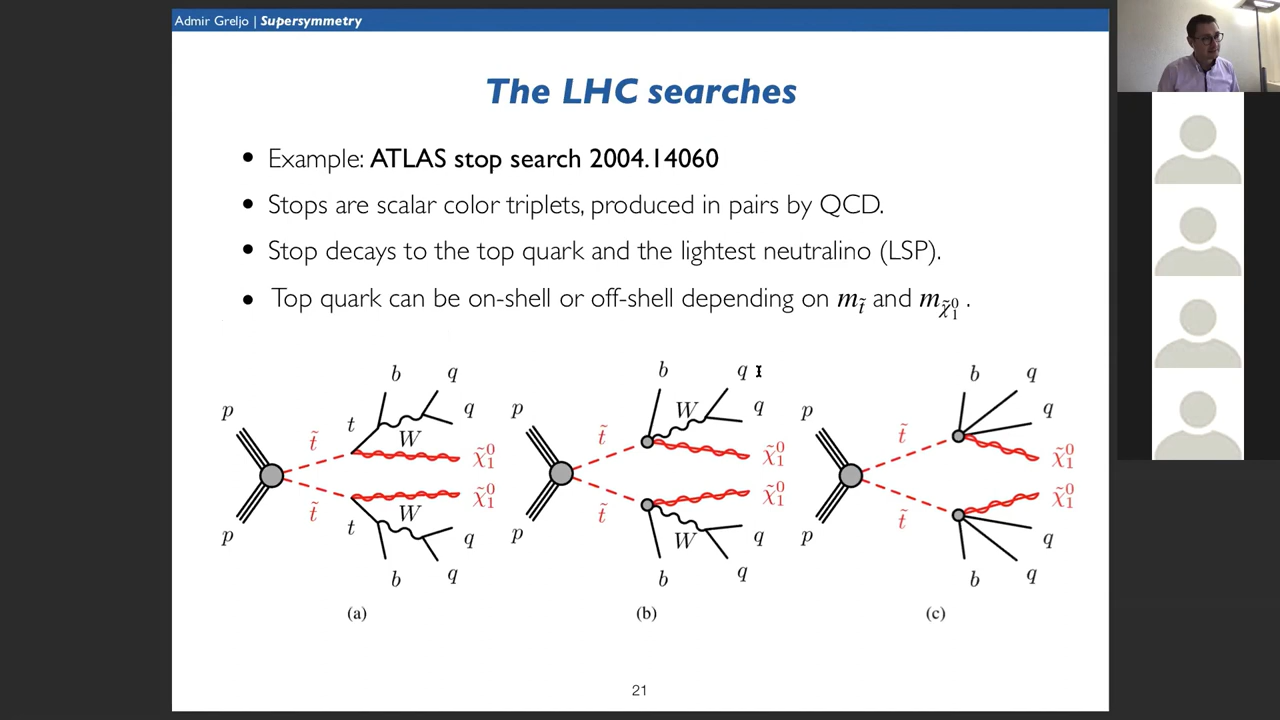 Admir Greljo | Supersymmetry
The LHC searches
• Example: ATLAS stop search 2004.14060
• Stops are scalar color triplets, produced in pairs by QCD.
• Stop decays to the top quark and the lightest neutralino (LSP).
• Top quark can be on-shell or off-shell depending on m_t̃ and m_χ̃₁⁰ .
p p t̃ t̃ t t W W b q q b q q χ̃₁⁰ χ̃₁⁰
(a)
p p t̃ t̃ W W b q q b q q χ̃₁⁰ χ̃₁⁰
(b)
p p t̃ t̃ b q q b q q χ̃₁⁰ χ̃₁⁰
(c)
21